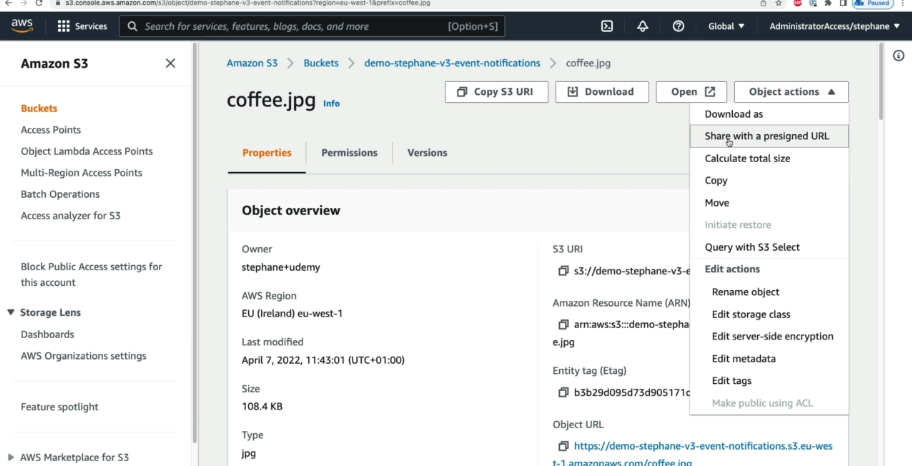 s3.console.aws.amazon.com/s3/object/demo-stephane-v3-event-notifications?region=eu-west-1&prefix=coffee.jpg
Paused
aws
Services
Search for services, features, blogs, docs, and more
[Option+S]
Global
AdministratorAccess/stephane
Amazon S3
Buckets
Access Points
Object Lambda Access Points
Multi-Region Access Points
Batch Operations
Access analyzer for S3
Block Public Access settings for
this account
Storage Lens
Dashboards
AWS Organizations settings
Feature spotlight
AWS Marketplace for S3
Amazon S3 > Buckets > demo-stephane-v3-event-notifications > coffee.jpg
coffee.jpg Info
Copy S3 URI
Download
Open
Object actions
Download as
Share with a presigned URL
Calculate total size
Copy
Move
Initiate restore
Query with S3 Select
Edit actions
Rename object
Edit storage class
Edit server-side encryption
Edit metadata
Edit tags
Make public using ACL
Properties
Permissions
Versions
Object overview
Owner
stephane+udemy
AWS Region
EU (Ireland) eu-west-1
Last modified
April 7, 2022, 11:43:01 (UTC+01:00)
Size
108.4 KB
Type
jpg
S3 URI
s3://demo-stephane-v3-e
Amazon Resource Name (ARN)
arn:aws:s3:::demo-stepha
e.jpg
Entity tag (Etag)
b3b29d095d73d905171c
Object URL
https://demo-stephane-v3-event-notifications.s3.eu-wes
t-1.amazonaws.com/coffee.jpg